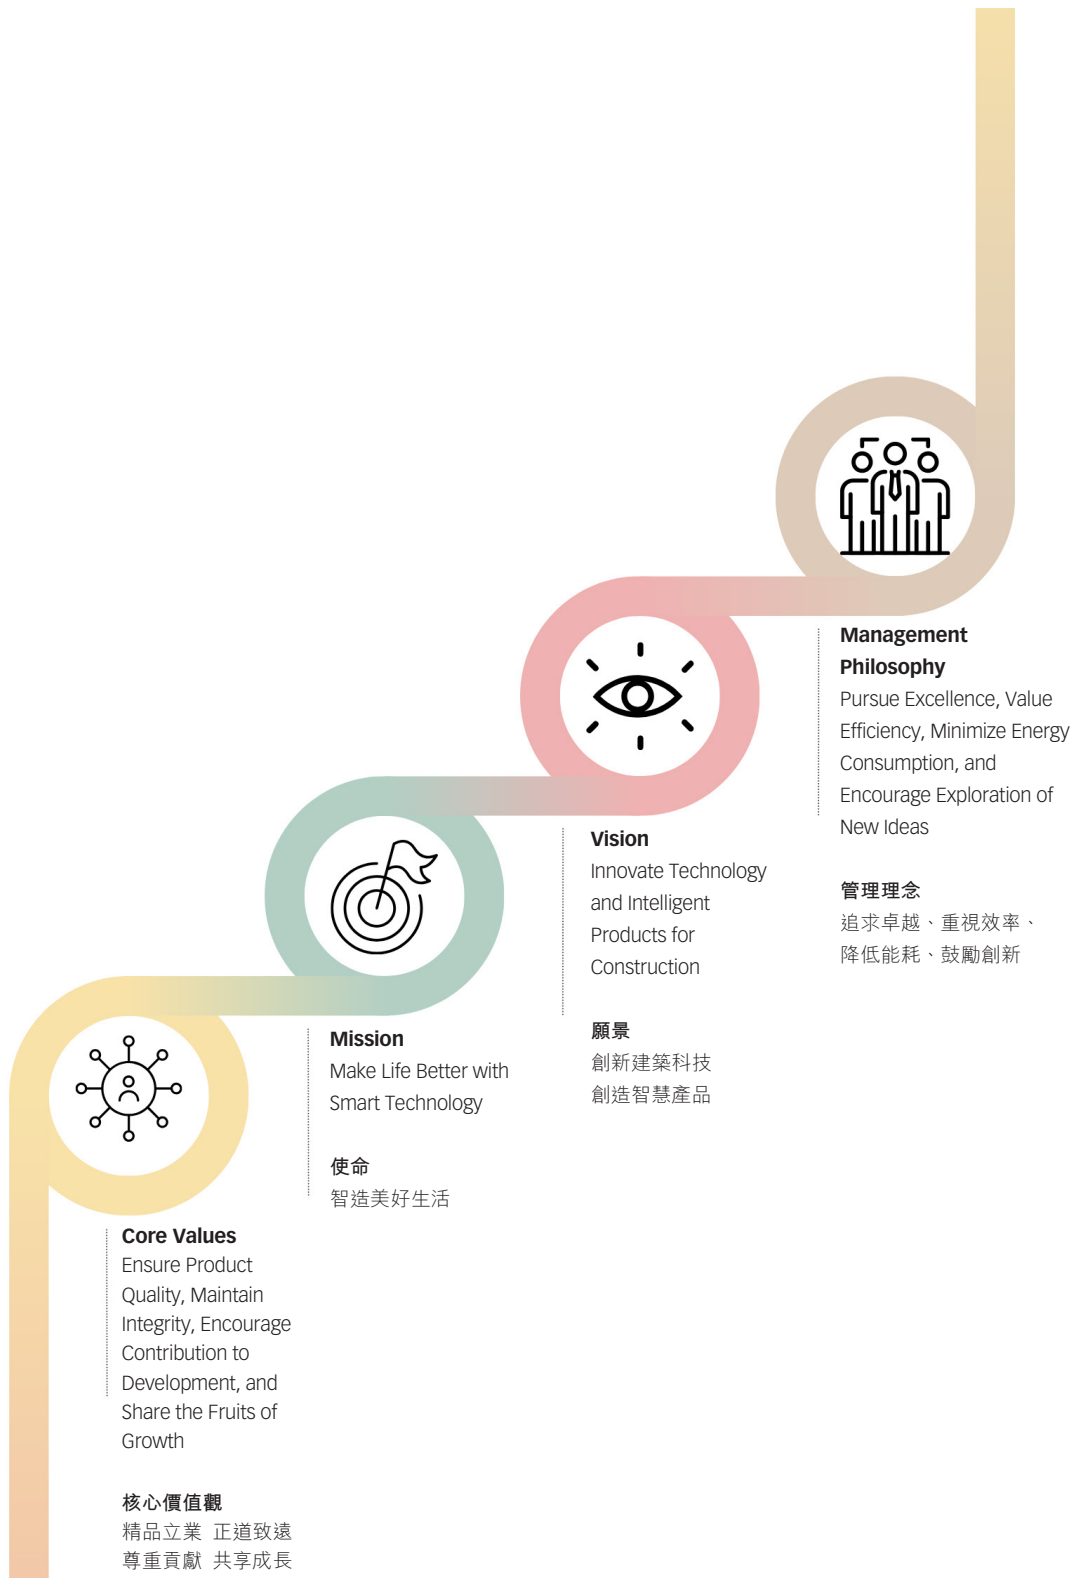 Management
Philosophy
Pursue Excellence, Value
Efficiency, Minimize Energy
Consumption, and
Encourage Exploration of
New Ideas
管理理念
追求卓越、重視效率、
降低能耗、鼓勵創新
Vision
Innovate Technology
and Intelligent
Products for
Construction
願景
創新建築科技
創造智慧產品
Mission
Make Life Better with
Smart Technology
使命
智造美好生活
Core Values
Ensure Product
Quality, Maintain
Integrity, Encourage
Contribution to
Development, and
Share the Fruits of
Growth
核心價值觀
精品立業 正道致遠
尊重貢獻 共享成長